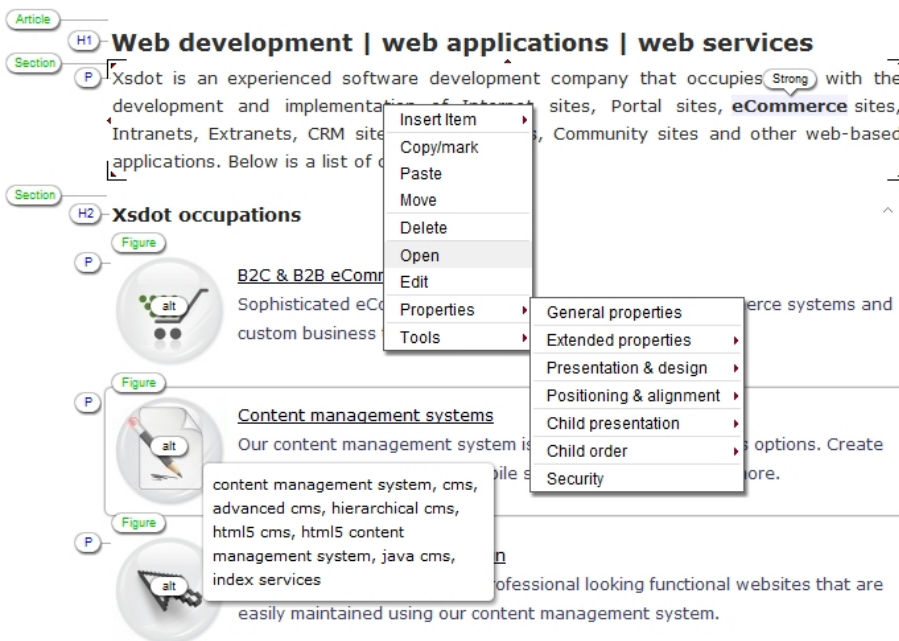 Article
H1 Web development | web applications | web services
Section
P Xsdot is an experienced software development company that occupies Strong with the
development and implementation of Internet sites, Portal sites, eCommerce sites,
Intranets, Extranets, CRM site s, Community sites and other web-based
applications. Below is a list of
Insert Item
Copy/mark
Paste
Move
Delete
Open
Edit
Properties
Tools
General properties
Extended properties
Presentation & design
Positioning & alignment
Child presentation
Child order
Security
Section
H2 Xsdot occupations
Figure
P
alt
B2C & B2B eComm
Sophisticated eCo erce systems and
custom business
Figure
P
alt
Content management systems
Our content management system is s options. Create
bile s ore.
content management system, cms,
advanced cms, hierarchical cms,
html5 cms, html5 content
management system, java cms,
index services
Figure
P
alt
n
ofessional looking functional websites that are
easily maintained using our content management system.